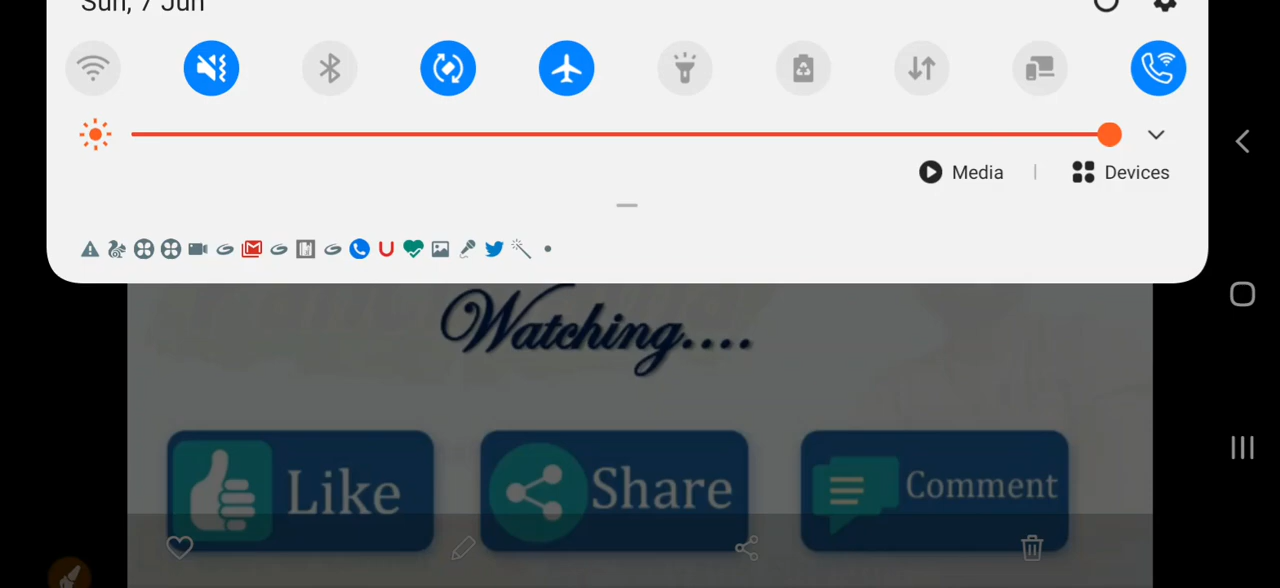 Sun, 7 Jun
Media | Devices
Watching....
Like
Share
Comment